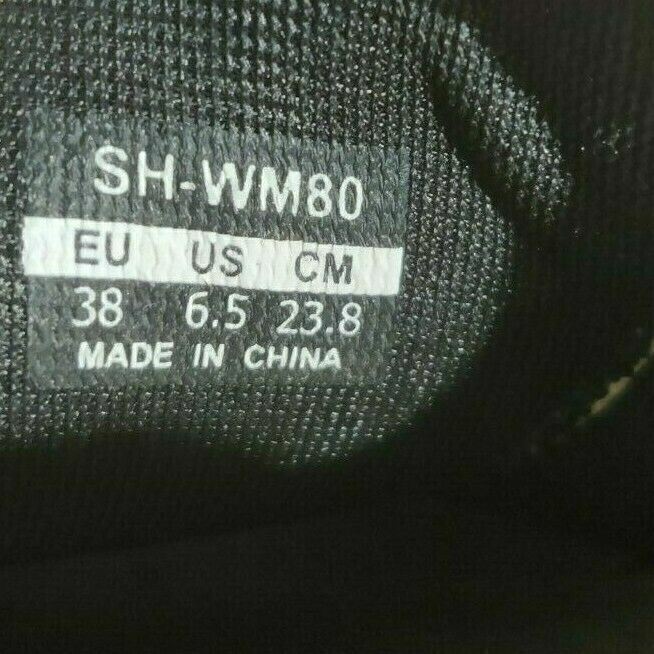 SH-WM80
EU US CM
38 6.5 23.8
MADE IN CHINA